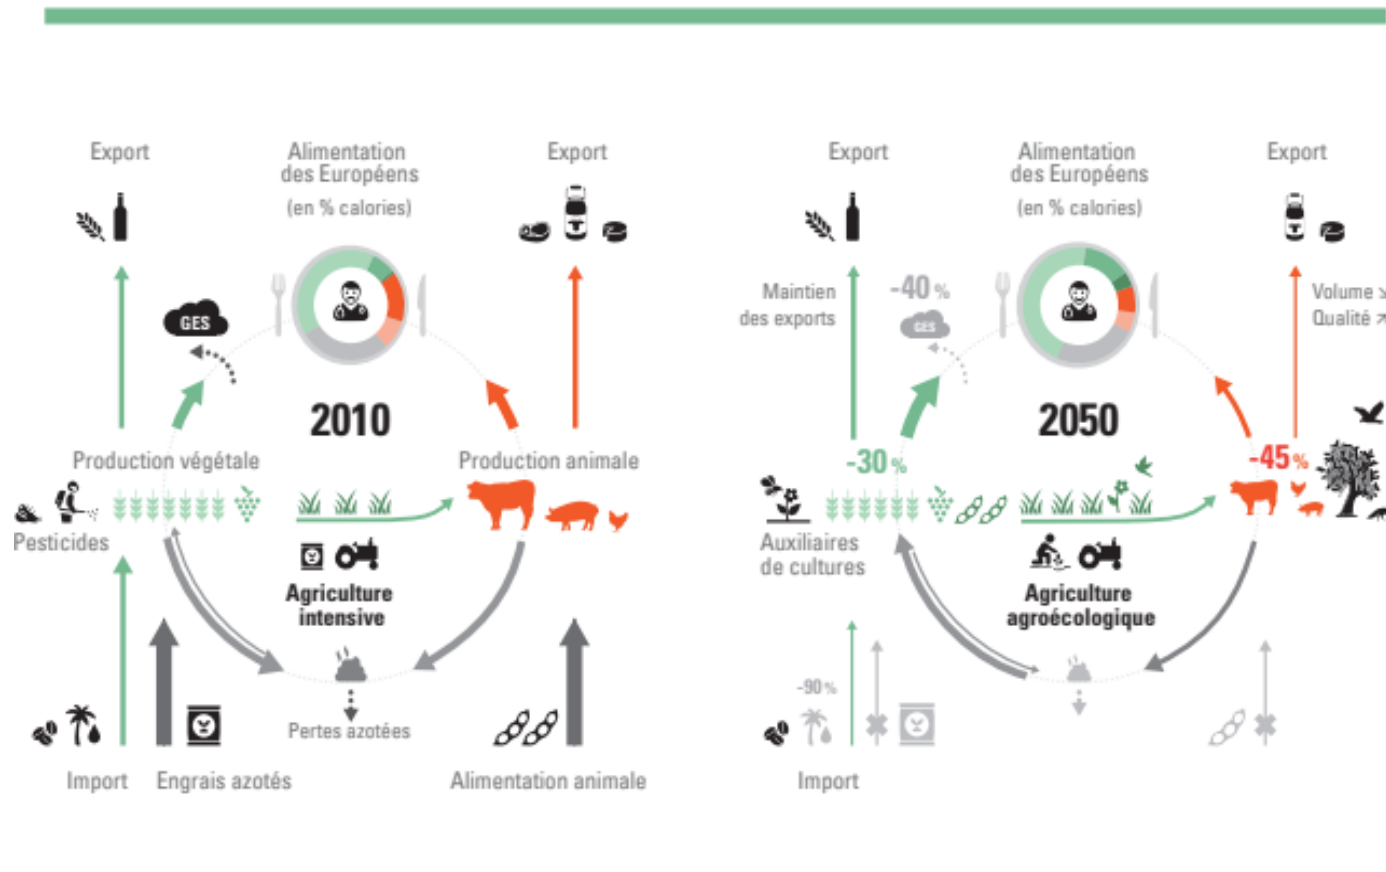 Export
Alimentation
des Européens
(en % calories)
Export
GES
2010
Production végétale
Production animale
Pesticides
Agriculture
intensive
Pertes azotées
Import
Engrais azotés
Alimentation animale
Export
Alimentation
des Européens
(en % calories)
Export
Maintien
des exports
-40 %
GES
Volume
Qualité
2050
-30 %
-45 %
Auxiliaires
de cultures
Agriculture
agroécologique
-90 %
Import